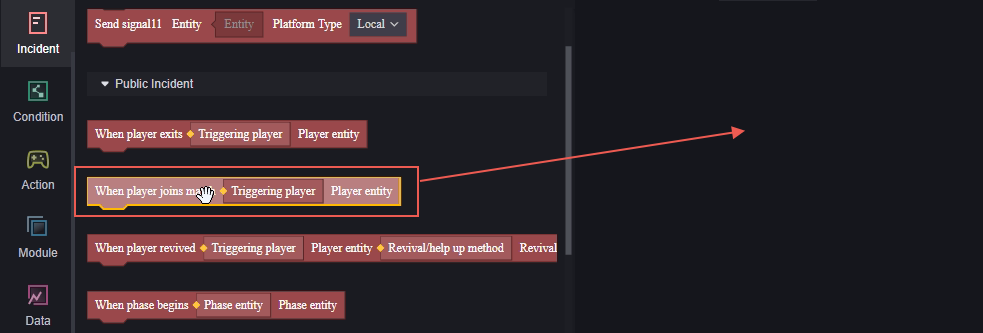 Incident
Condition
Action
Module
Data
Send signal11 Entity Entity Platform Type Local
Public Incident
When player exits Triggering player Player entity
When player joins Triggering player Player entity
When player revived Triggering player Player entity Revival/help up method Revival
When phase begins Phase entity Phase entity